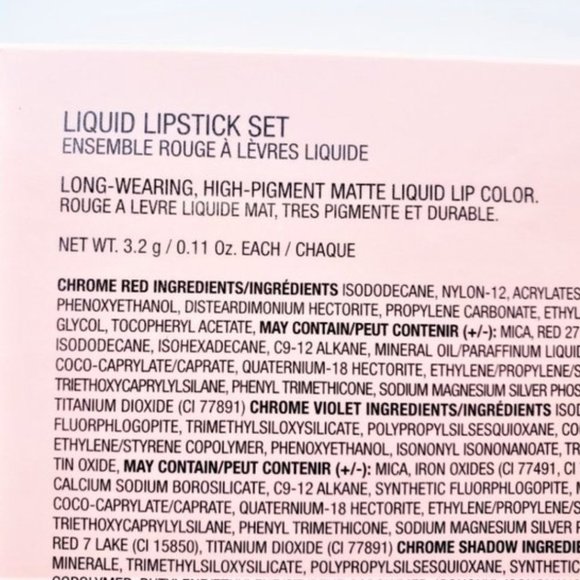 LIQUID LIPSTICK SET
ENSEMBLE ROUGE À LÈVRES LIQUIDE
LONG-WEARING, HIGH-PIGMENT MATTE LIQUID LIP COLOR.
ROUGE A LEVRE LIQUIDE MAT, TRES PIGMENTE ET DURABLE.
NET WT. 3.2 g / 0.11 Oz. EACH / CHAQUE
CHROME RED INGREDIENTS/INGRÉDIENTS ISODODECANE, NYLON-12, ACRYLATES
PHENOXYETHANOL, DISTEARDIMONIUM HECTORITE, PROPYLENE CARBONATE, ETHYL
GLYCOL, TOCOPHERYL ACETATE, MAY CONTAIN/PEUT CONTENIR (+/-): MICA, RED 27
ISODODECANE, ISOHEXADECANE, C9-12 ALKANE, MINERAL OIL/PARAFFINUM LIQUID
COCO-CAPRYLATE/CAPRATE, QUATERNIUM-18 HECTORITE, ETHYLENE/PROPYLENE/S
TRIETHOXYCAPRYLYLSILANE, PHENYL TRIMETHICONE, SODIUM MAGNESIUM SILVER PHOS
TITANIUM DIOXIDE (CI 77891) CHROME VIOLET INGREDIENTS/INGRÉDIENTS ISOD
FLUORPHLOGOPITE, TRIMETHYLSILOXYSILICATE, POLYPROPYLSILSESQUIOXANE, CO
ETHYLENE/STYRENE COPOLYMER, PHENOXYETHANOL, ISONONYL ISONONANOATE, TR
TIN OXIDE, MAY CONTAIN/PEUT CONTENIR (+/-): MICA, IRON OXIDES (CI 77491, CI
CALCIUM SODIUM BOROSILICATE, C9-12 ALKANE, SYNTHETIC FLUORPHLOGOPITE, M
COCO-CAPRYLATE/CAPRATE, QUATERNIUM-18 HECTORITE, ETHYLENE/PROPYLENE/
TRIETHOXYCAPRYLYLSILANE, PHENYL TRIMETHICONE, SODIUM MAGNESIUM SILVER P
RED 7 LAKE (CI 15850), TITANIUM DIOXIDE (CI 77891) CHROME SHADOW INGREDIE
MINERALE, TRIMETHYLSILOXYSILICATE, POLYPROPYLSILSESQUIOXANE, SYNTHETIC